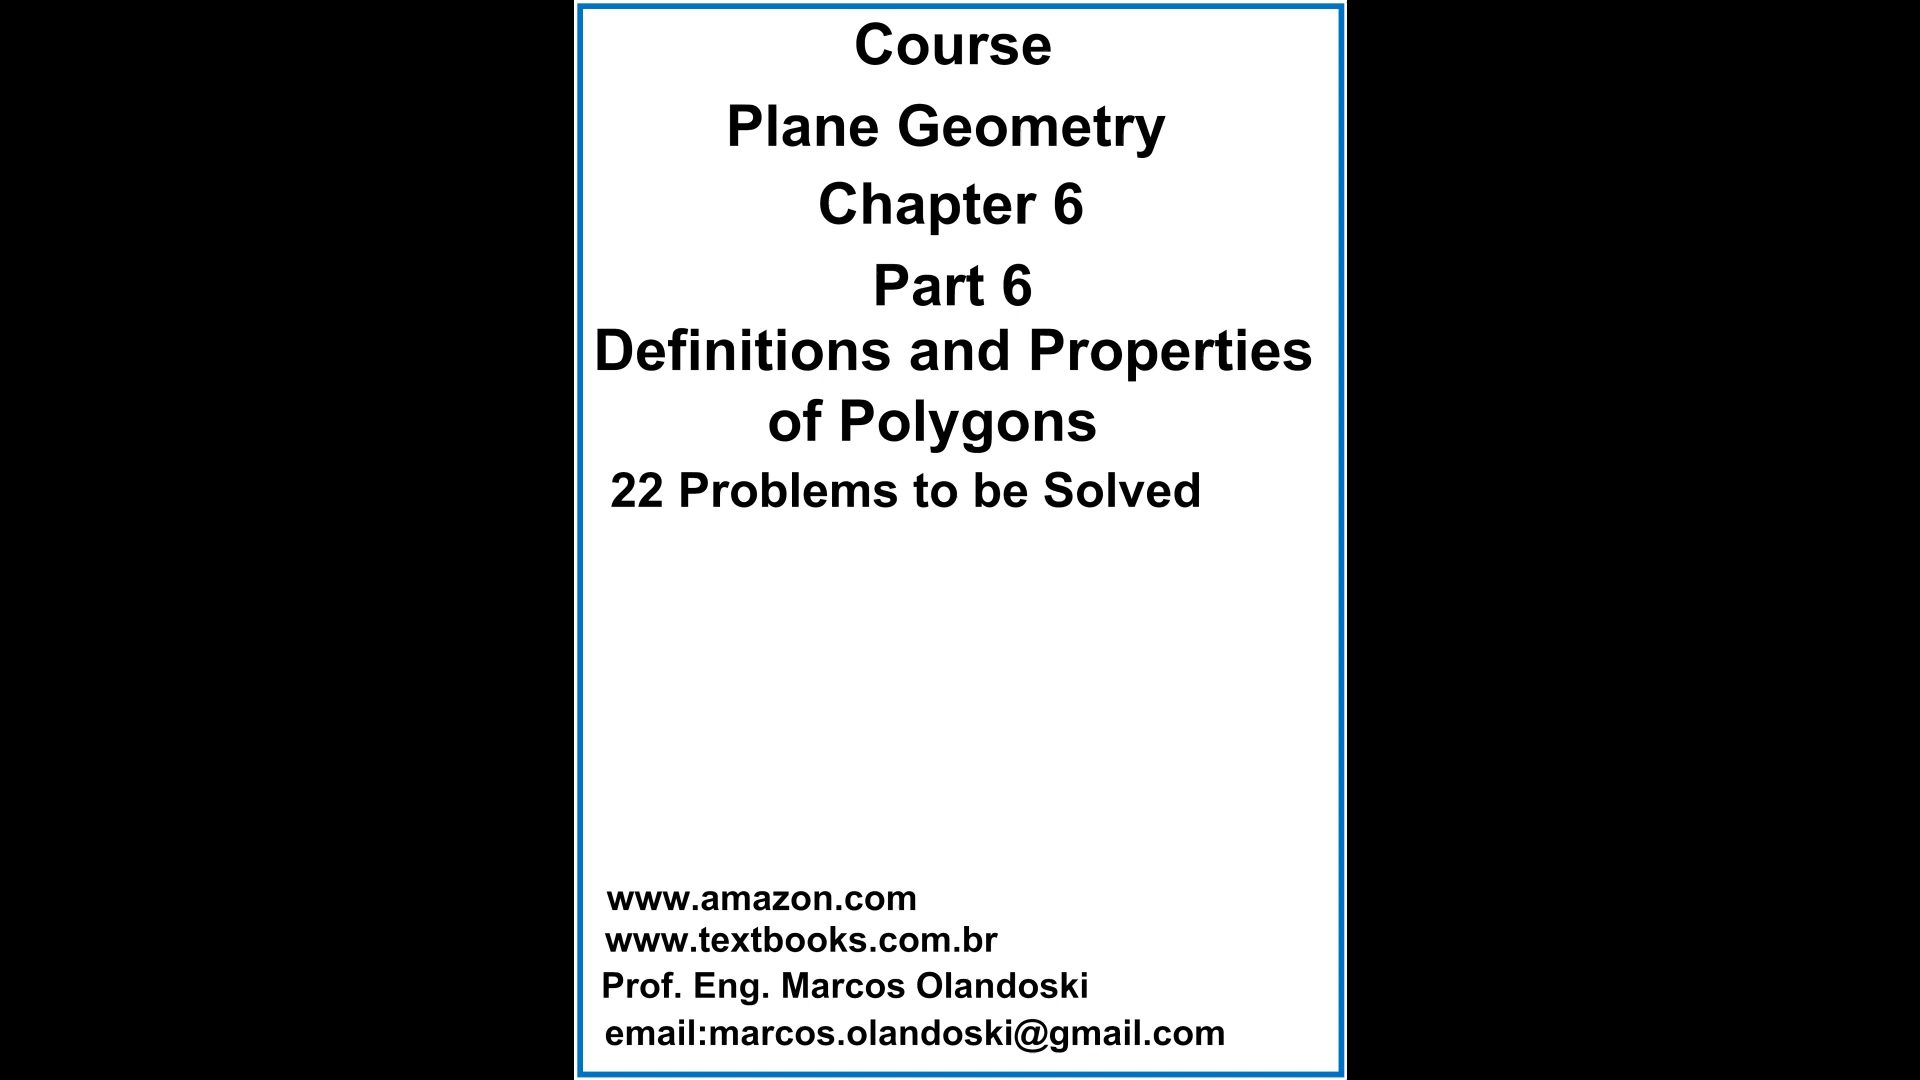 Course
Plane Geometry
Chapter 6
Part 6
Definitions and Properties
of Polygons
22 Problems to be Solved
www.amazon.com
www.textbooks.com.br
Prof. Eng. Marcos Olandoski
email:marcos.olandoski@gmail.com